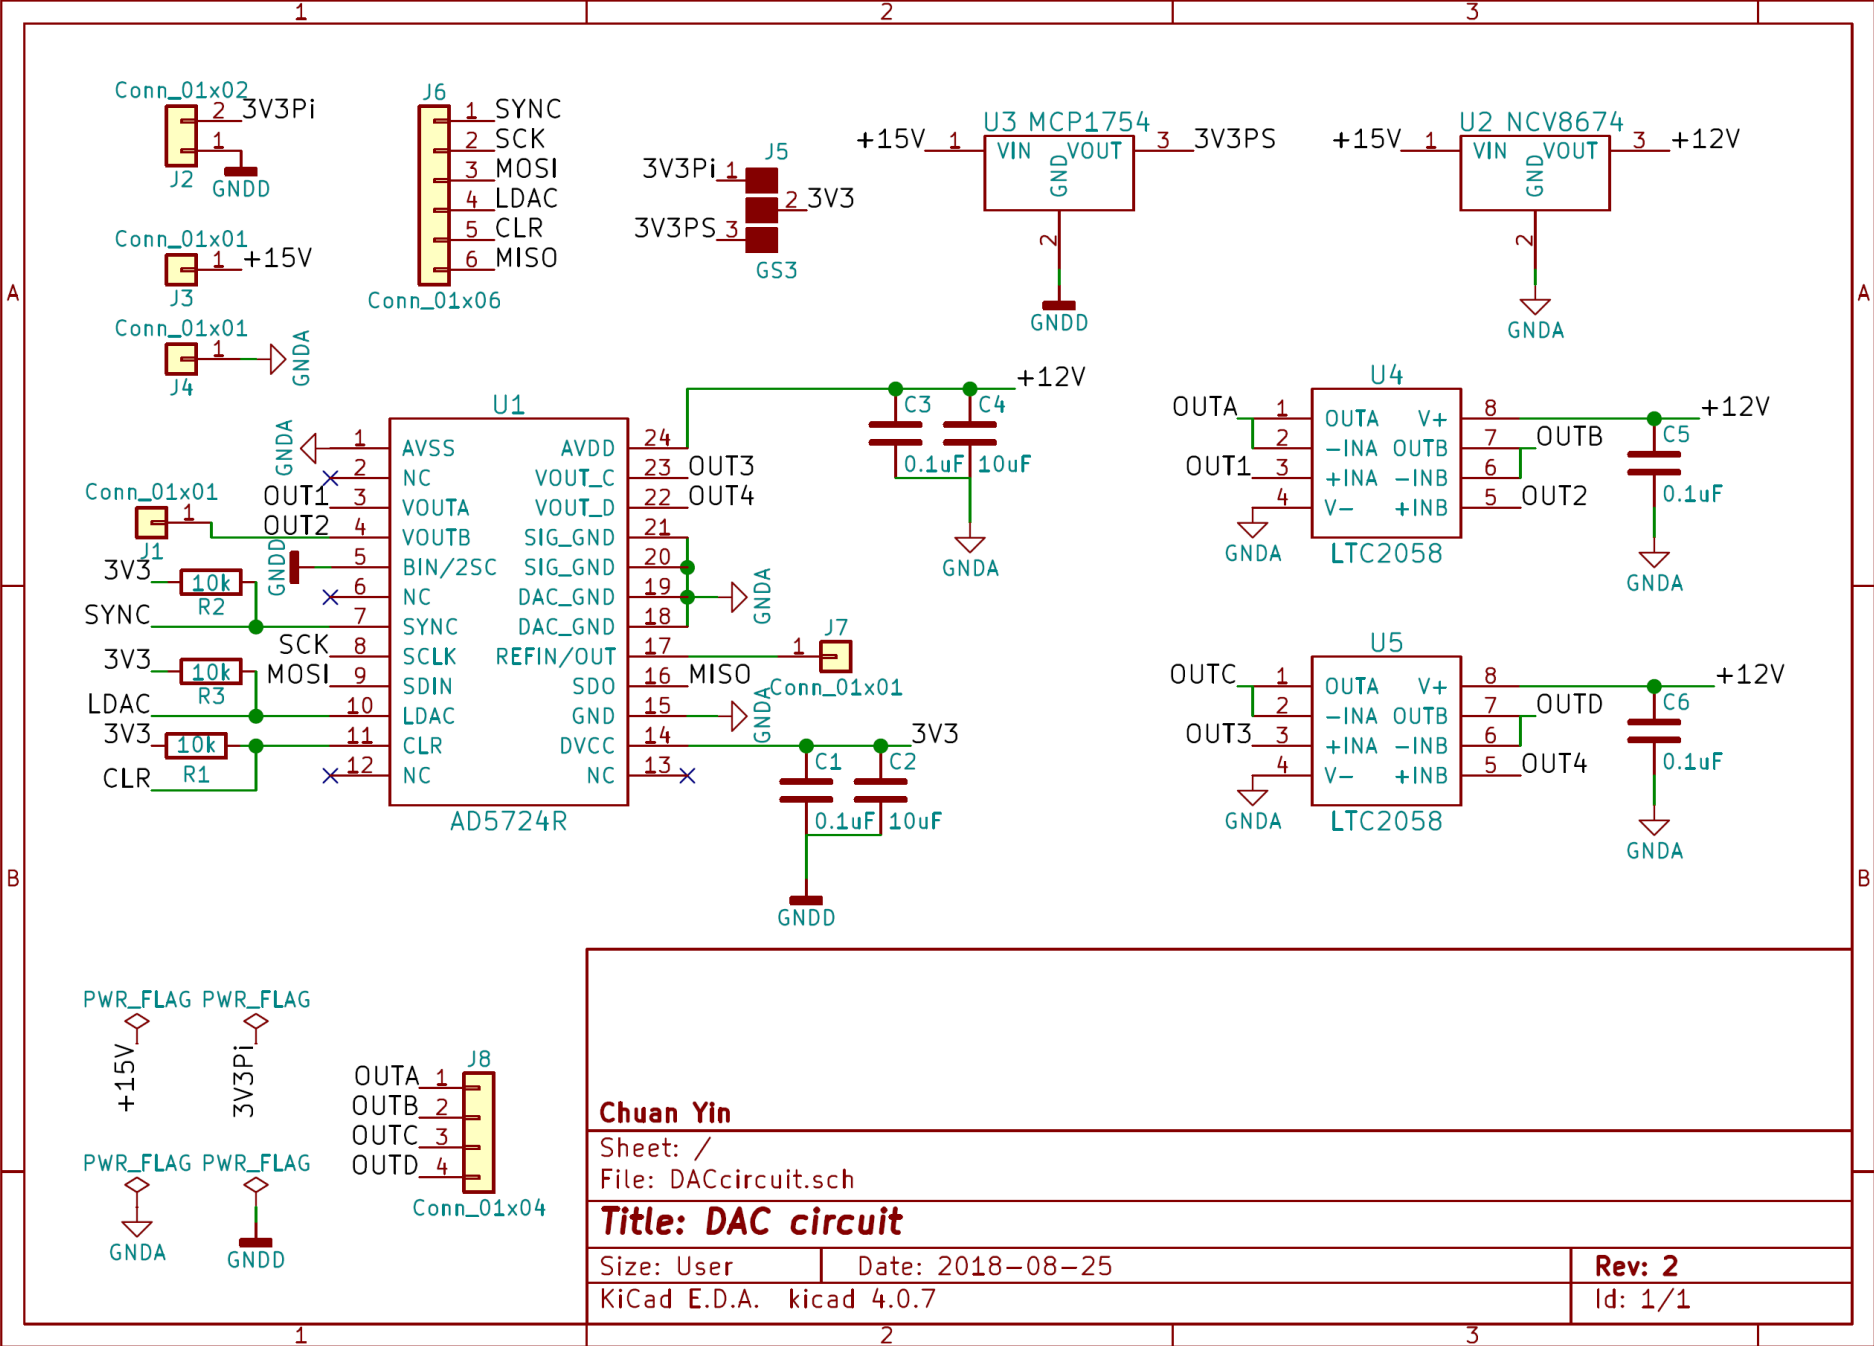 1 2 3
A A
B B
Conn_01x02
2 3V3Pi
1
J2 GNDD
Conn_01x01
1 +15V
J3
Conn_01x01
1 GNDA
J4
J6
1 SYNC
2 SCK
3 MOSI
4 LDAC
5 CLR
6 MISO
Conn_01x06
J5
3V3Pi 1
2 3V3
3V3PS 3
GS3
U3 MCP1754
+15V 1 VIN VOUT 3 3V3PS
GND
2
GNDD
U2 NCV8674
+15V 1 VIN VOUT 3 +12V
GND
2
GNDA
U1
GNDA 1 AVSS AVDD 24
2 NC VOUT_C 23 OUT3
OUT1 3 VOUTA VOUT_D 22 OUT4
OUT2 4 VOUTB SIG_GND 21
GNDD 5 BIN/2SC SIG_GND 20
6 NC DAC_GND 19 GNDA
7 SYNC DAC_GND 18
SCK 8 SCLK REFIN/OUT 17
MOSI 9 SDIN SDO 16 MISO
10 LDAC GND 15 GNDA
11 CLR DVCC 14 3V3
12 NC NC 13
AD5724R
Conn_01x01
1
J1
3V3 10k
R2
SYNC
3V3 10k
R3
LDAC
3V3 10k
R1
CLR
+12V
C3 C4
0.1uF 10uF
GNDA
J7
1
Conn_01x01
C1 C2
0.1uF 10uF
GNDD
U4
OUTA 1 OUTA V+ 8 +12V
2 -INA OUTB 7 OUTB
OUT1 3 +INA -INB 6
4 V- +INB 5 OUT2
GNDA
LTC2058
C5
0.1uF
GNDA
U5
OUTC 1 OUTA V+ 8 +12V
2 -INA OUTB 7 OUTD
OUT3 3 +INA -INB 6
4 V- +INB 5 OUT4
GNDA
LTC2058
C6
0.1uF
GNDA
PWR_FLAG PWR_FLAG
+15V 3V3Pi
PWR_FLAG PWR_FLAG
GNDA GNDD
J8
OUTA 1
OUTB 2
OUTC 3
OUTD 4
Conn_01x04
Chuan Yin
Sheet: /
File: DACcircuit.sch
Title: DAC circuit
Size: User Date: 2018-08-25 Rev: 2
KiCad E.D.A. kicad 4.0.7 Id: 1/1
1 2 3